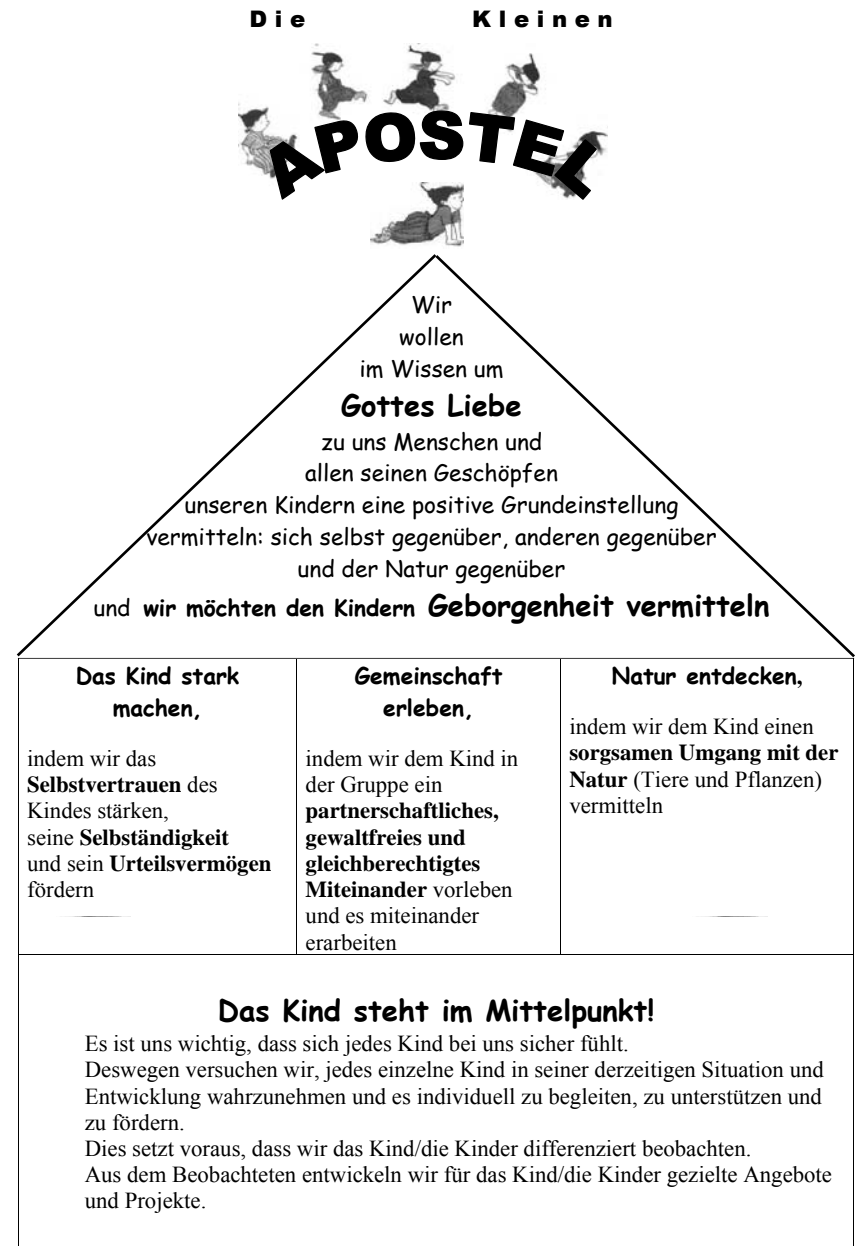 Die Kleinen
APOSTEL
Wir
wollen
im Wissen um
Gottes Liebe
zu uns Menschen und
allen seinen Geschöpfen
unseren Kindern eine positive Grundeinstellung
vermitteln: sich selbst gegenüber, anderen gegenüber
und der Natur gegenüber
und wir möchten den Kindern Geborgenheit vermitteln
Das Kind stark
machen,
indem wir das
Selbstvertrauen des
Kindes stärken,
seine Selbständigkeit
und sein Urteilsvermögen
fördern
Gemeinschaft
erleben,
indem wir dem Kind in
der Gruppe ein
partnerschaftliches,
gewaltfreies und
gleichberechtigtes
Miteinander vorleben
und es miteinander
erarbeiten
Natur entdecken,
indem wir dem Kind einen
sorgsamen Umgang mit der
Natur (Tiere und Pflanzen)
vermitteln
Das Kind steht im Mittelpunkt!
Es ist uns wichtig, dass sich jedes Kind bei uns sicher fühlt.
Deswegen versuchen wir, jedes einzelne Kind in seiner derzeitigen Situation und
Entwicklung wahrzunehmen und es individuell zu begleiten, zu unterstützen und
zu fördern.
Dies setzt voraus, dass wir das Kind/die Kinder differenziert beobachten.
Aus dem Beobachteten entwickeln wir für das Kind/die Kinder gezielte Angebote
und Projekte.